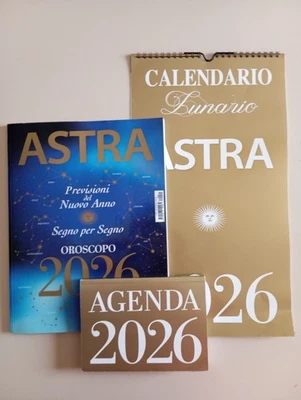 CALENDARIO
Lunario
ASTRA
2026
ASTRA
Previsioni
del
Nuovo Anno
Segno per Segno
OROSCOPO
2026
AGENDA
2026